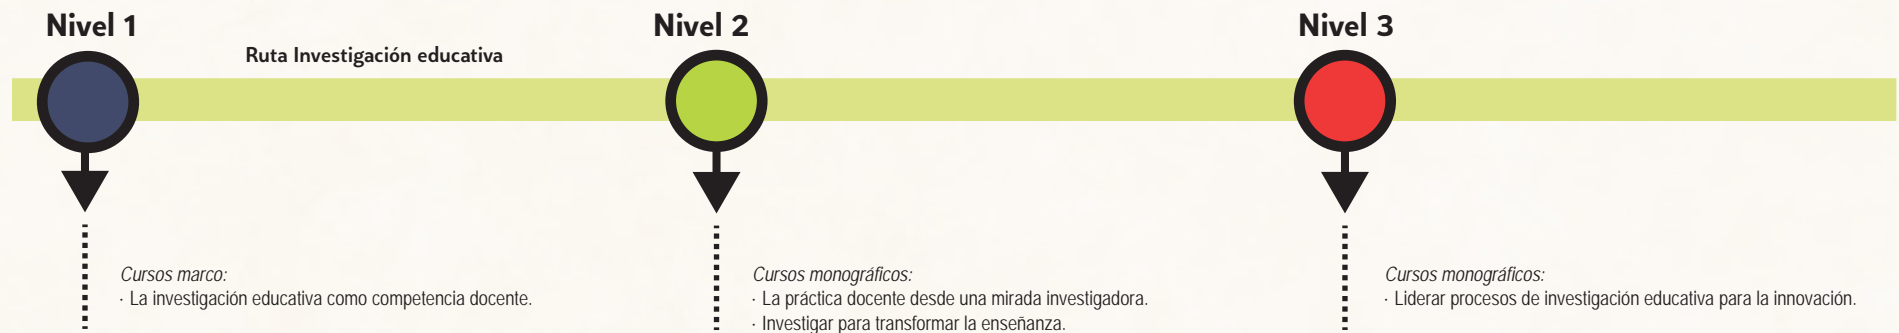 Nivel 1
Nivel 2
Nivel 3
Ruta Investigación educativa
Cursos marco:
· La investigación educativa como competencia docente.
Cursos monográficos:
· La práctica docente desde una mirada investigadora.
· Investigar para transformar la enseñanza.
Cursos monográficos:
· Liderar procesos de investigación educativa para la innovación.